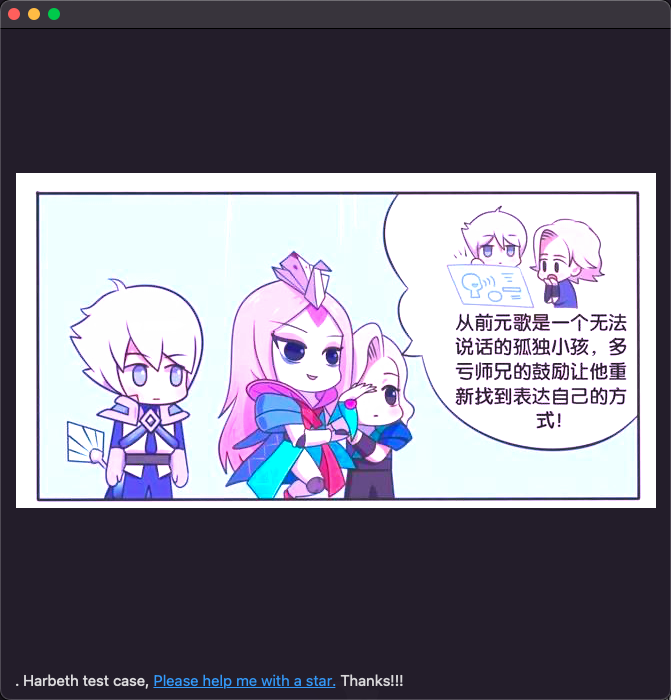 从前元歌是一个无法
说话的孤独小孩，多
亏师兄的鼓励让他重
新找到表达自己的方
式！
. Harbeth test case, Please help me with a star. Thanks!!!